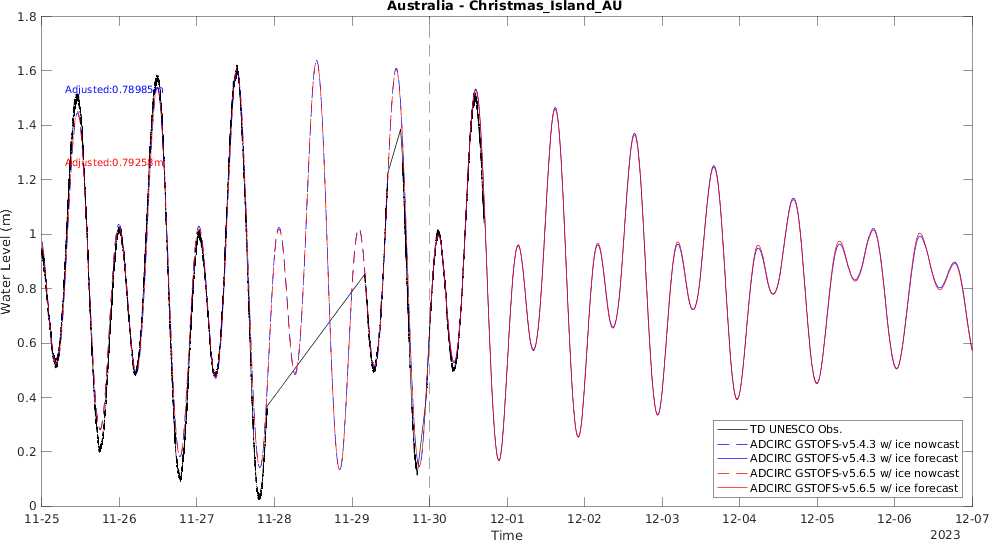 Australia - Christmas_Island_AU
1.8
1.6
1.4
1.2
1
0.8
0.6
0.4
0.2
0
Water Level (m)
Adjusted:0.78985m
Adjusted:0.79258m
TD UNESCO Obs.
ADCIRC GSTOFS-v5.4.3 w/ ice nowcast
ADCIRC GSTOFS-v5.4.3 w/ ice forecast
ADCIRC GSTOFS-v5.6.5 w/ ice nowcast
ADCIRC GSTOFS-v5.6.5 w/ ice forecast
11-25 11-26 11-27 11-28 11-29 11-30 12-01 12-02 12-03 12-04 12-05 12-06 12-07
Time
2023